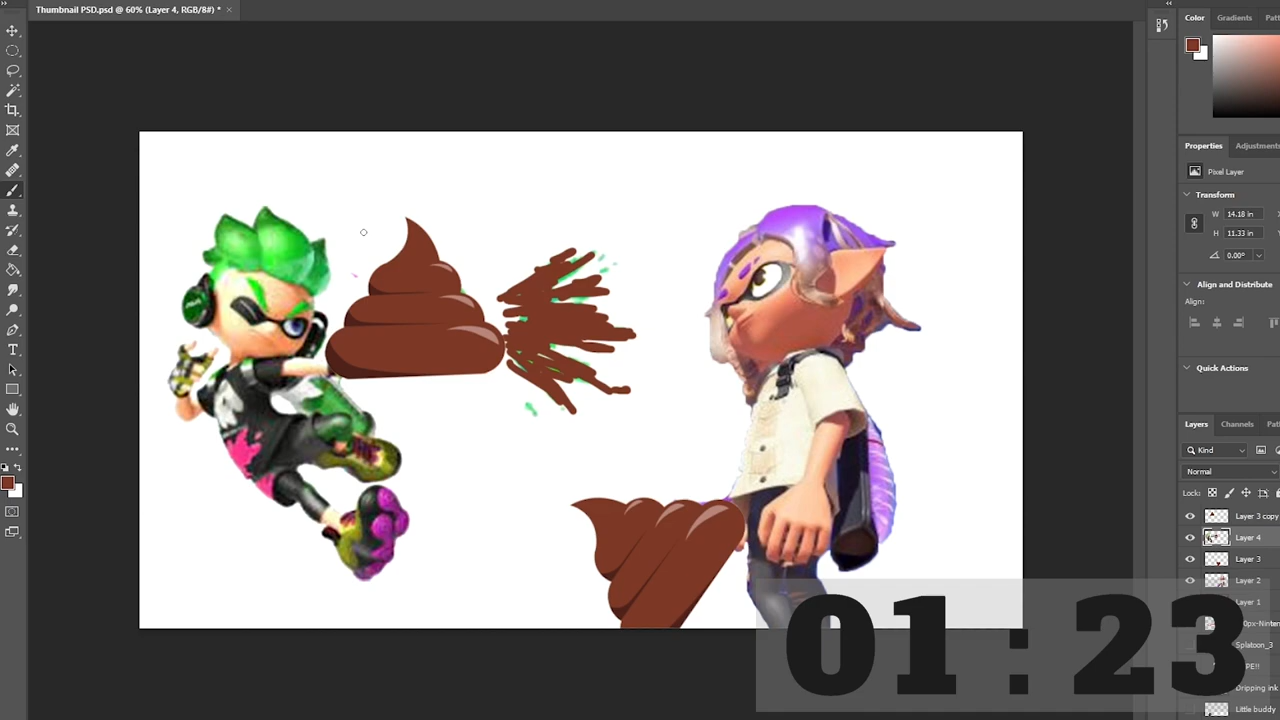 Thumbnail PSD.psd @ 60% (Layer 4, RGB/8#) *
Color
Gradients
Properties
Adjustments
Pixel Layer
Transform
W 14.18 in
H 11.33 in
0.00°
Align and Distribute
Align:
Quick Actions
Layers
Channels
Kind
Normal
Lock:
Layer 3 copy
Layer 4
Layer 3
Layer 2
Layer 1
Splatoon_3
Dripping ink
Little buddy
01:23